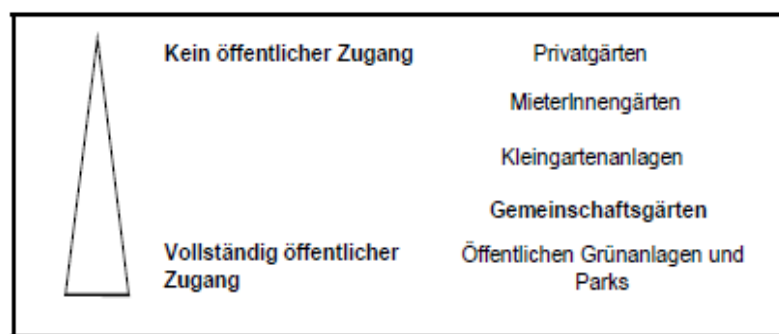 Kein öffentlicher Zugang Privatgärten
MieterInnengärten
Kleingartenanlagen
Gemeinschaftsgärten
Vollständig öffentlicher Öffentlichen Grünanlagen und
Zugang Parks